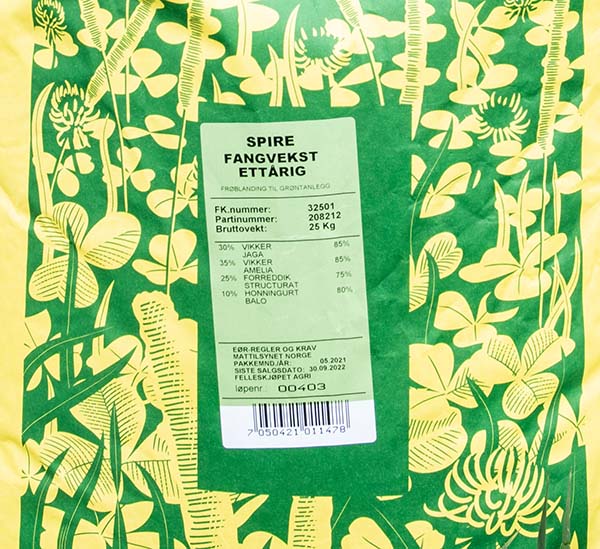 SPIRE
FANGVEKST
ETTÅRIG
FRØBLANDING TIL GRØNTANLEGG
FK.nummer: 32501
Partinummer: 208212
Bruttovekt: 25 Kg
30% VIKKER 85%
JAGA
35% VIKKER 85%
AMELIA
25% FORREDDIK 75%
STRUCTURAT
10% HONNINGURT 80%
BALO
EØR-REGLER OG KRAV
MATTILSYNET NORGE
PAKKEMND./ÅR: 05.2021
SISTE SALGSDATO: 30.09.2022
FELLESKJØPET AGRI
løpenr.: 00403
7 050421 011478